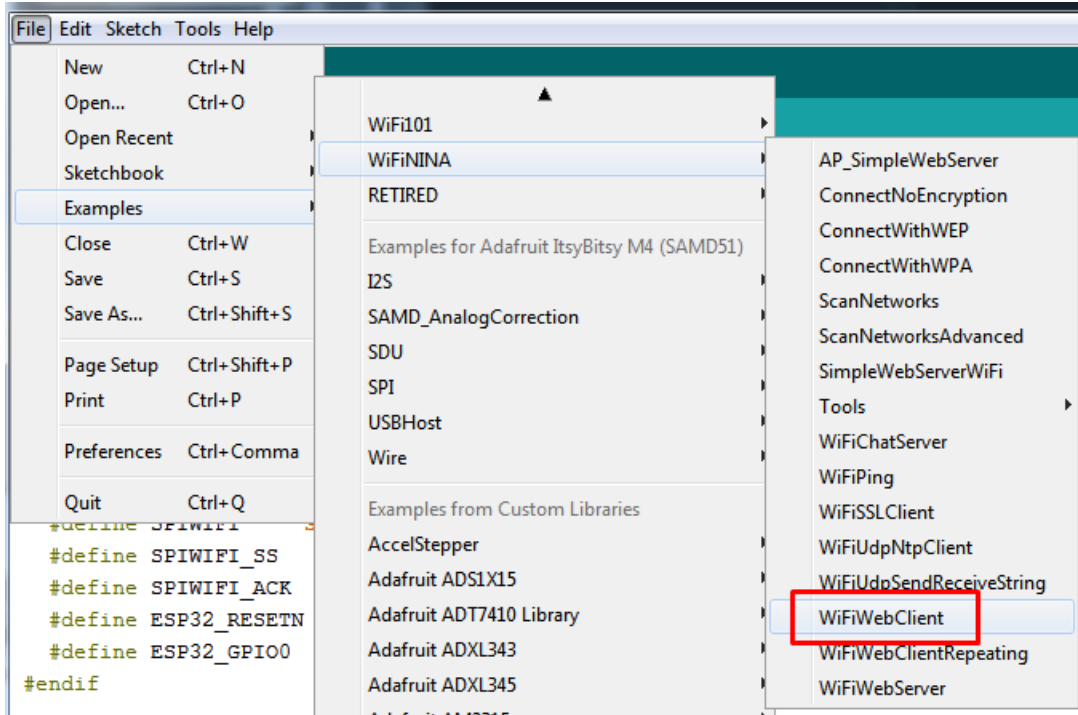 File Edit Sketch Tools Help
New Ctrl+N
Open... Ctrl+O
Open Recent
Sketchbook
Examples
Close Ctrl+W
Save Ctrl+S
Save As... Ctrl+Shift+S
Page Setup Ctrl+Shift+P
Print Ctrl+P
Preferences Ctrl+Comma
Quit Ctrl+Q
WiFi101
WiFiNINA
RETIRED
Examples for Adafruit ItsyBitsy M4 (SAMD51)
I2S
SAMD_AnalogCorrection
SDU
SPI
USBHost
Wire
Examples from Custom Libraries
AccelStepper
Adafruit ADS1X15
Adafruit ADT7410 Library
Adafruit ADXL343
Adafruit ADXL345
AP_SimpleWebServer
ConnectNoEncryption
ConnectWithWEP
ConnectWithWPA
ScanNetworks
ScanNetworksAdvanced
SimpleWebServerWiFi
Tools
WiFiChatServer
WiFiPing
WiFiSSLClient
WiFiUdpNtpClient
WiFiUdpSendReceiveString
WiFiWebClient
WiFiWebClientRepeating
WiFiWebServer
#define SPIWIFI
#define SPIWIFI_SS
#define SPIWIFI_ACK
#define ESP32_RESETN
#define ESP32_GPIO0
#endif